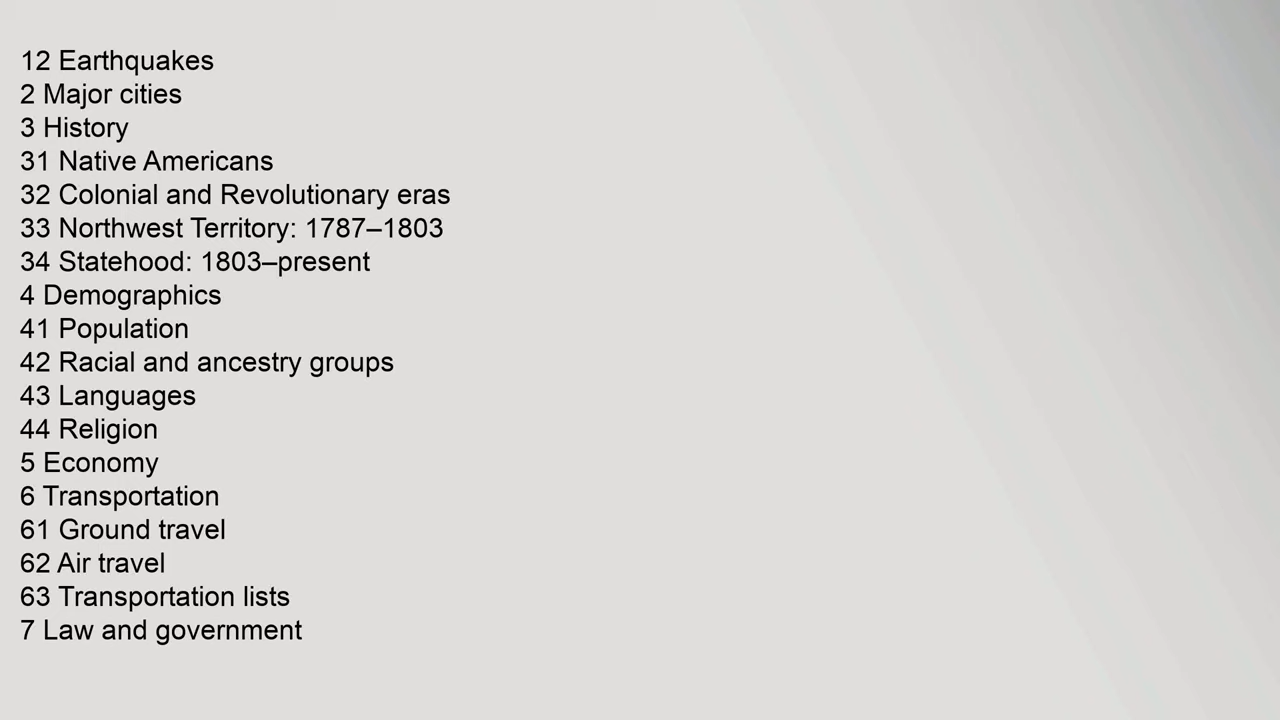 12 Earthquakes
2 Major cities
3 History
31 Native Americans
32 Colonial and Revolutionary eras
33 Northwest Territory: 1787–1803
34 Statehood: 1803–present
4 Demographics
41 Population
42 Racial and ancestry groups
43 Languages
44 Religion
5 Economy
6 Transportation
61 Ground travel
62 Air travel
63 Transportation lists
7 Law and government